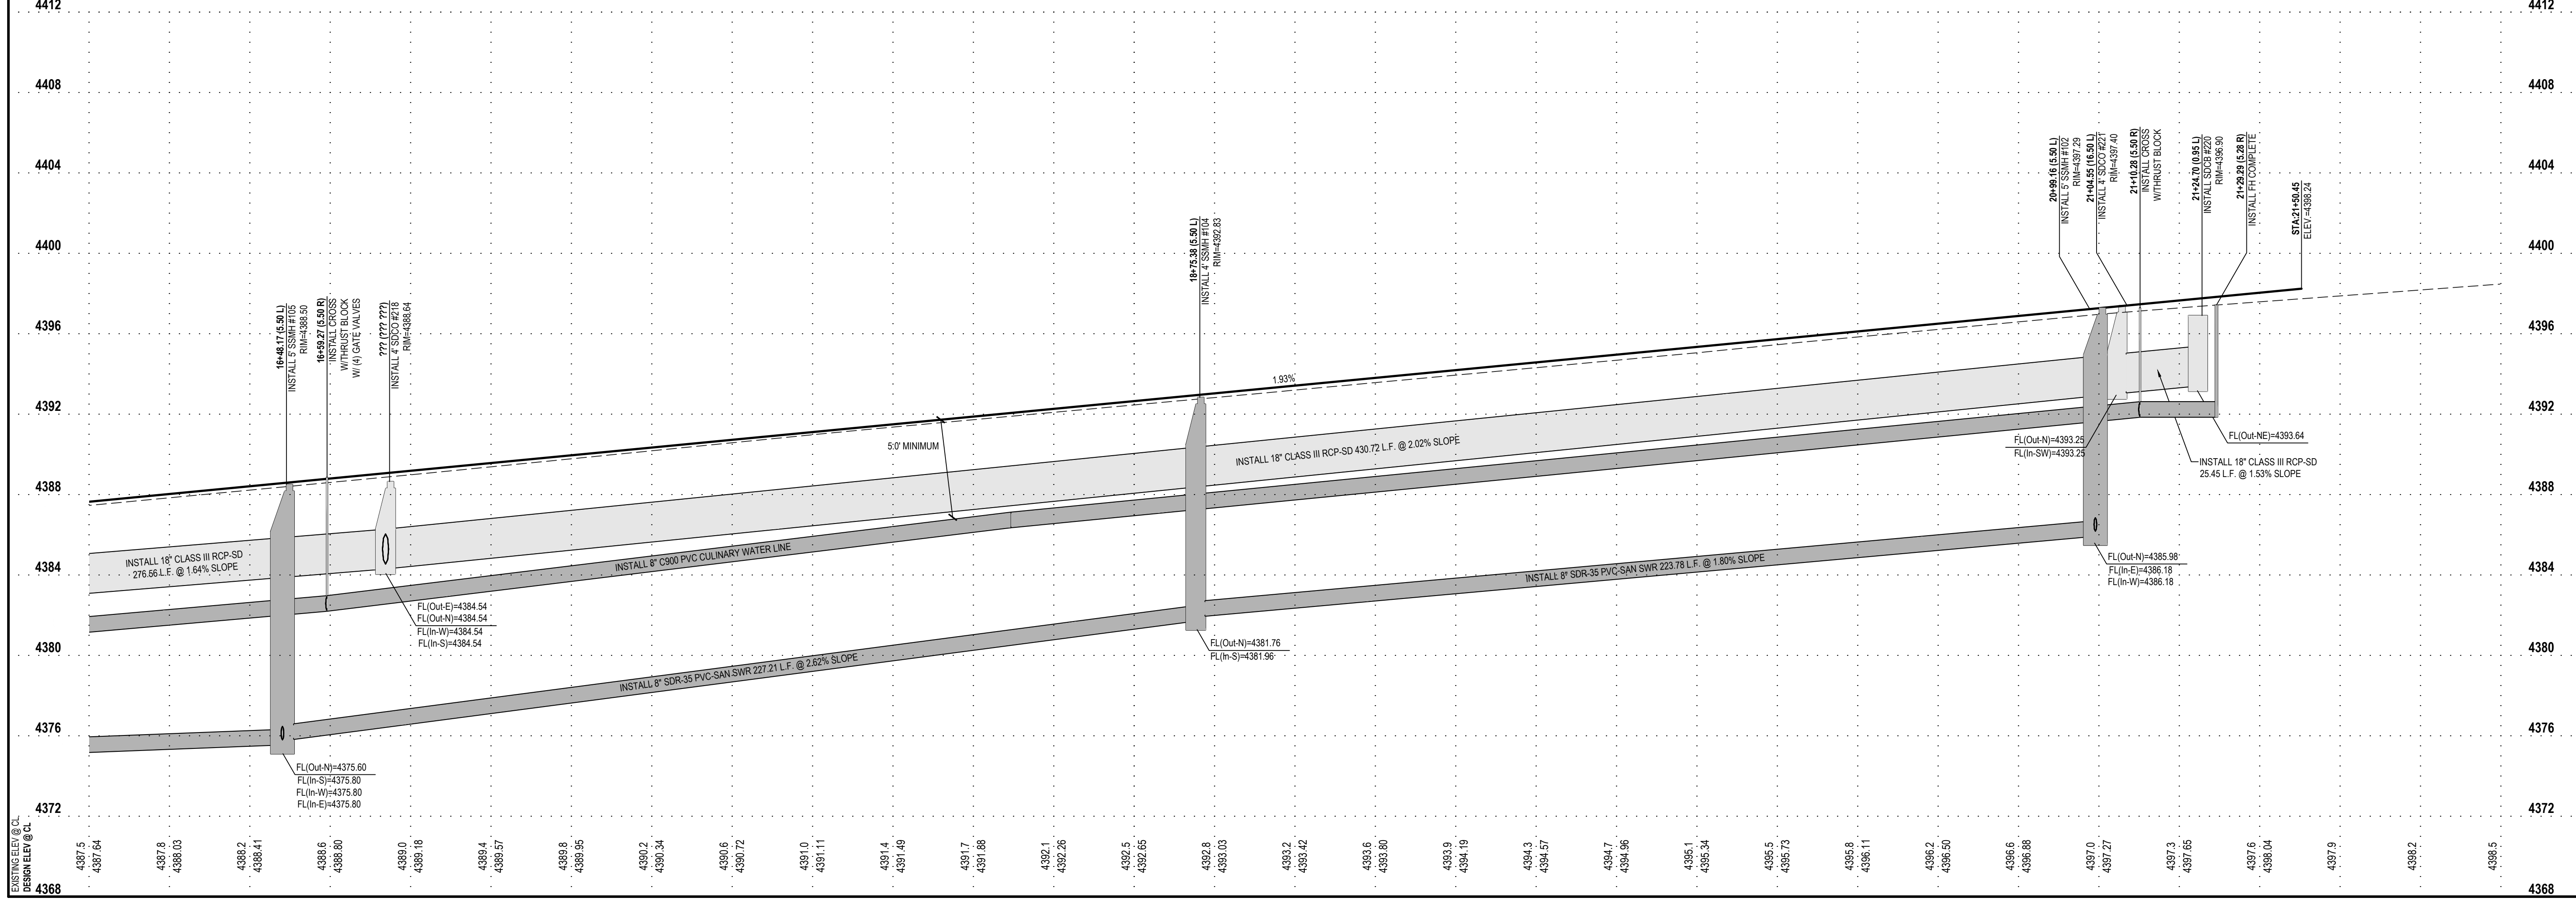 4412
4412
4408
4408
4404
4404
4400
4400
4396
4396
4392
4392
4388
4388
4384
4384
4380
4380
4376
4376
4372
4372
4368
4368
16+48.17 (5.50 L)
INSTALL 5' SSMH #105
RIM=4388.50
16+59.27 (5.50 R)
INSTALL CROSS
W/THRUST BLOCK
W/ (4) GATE VALVES
??? (??? ???)
INSTALL 4' SDCO #218
RIM=4388.64
18+75.38 (5.50 L)
INSTALL 4' SSMH #104
RIM=4392.83
20+99.16 (5.50 L)
INSTALL 5' SSMH #102
RIM=4397.29
21+04.55 (16.50 L)
INSTALL 4' SDCO #221
RIM=4397.40
21+10.28 (5.50 R)
INSTALL CROSS
W/THRUST BLOCK
21+24.70 (0.95 L)
INSTALL SDCB #220
RIM=4396.90
21+29.29 (5.28 R)
INSTALL FH COMPLETE
STA:21+50.45
ELEV.=4398.24
1.93%
5.0' MINIMUM
INSTALL 18" CLASS III RCP-SD
276.56 L.F. @ 1.64% SLOPE
INSTALL 18" CLASS III RCP-SD 430.72 L.F. @ 2.02% SLOPE
INSTALL 8" C900 PVC CULINARY WATER LINE
INSTALL 8" SDR-35 PVC-SAN SWR 227.21 L.F. @ 2.62% SLOPE
INSTALL 8" SDR-35 PVC-SAN SWR 223.78 L.F. @ 1.80% SLOPE
FL(Out-E)=4384.54
FL(Out-N)=4384.54
FL(In-W)=4384.54
FL(In-S)=4384.54
FL(Out-N)=4375.60
FL(In-S)=4375.80
FL(In-W)=4375.80
FL(In-E)=4375.80
FL(Out-N)=4381.76
FL(In-S)=4381.96
FL(Out-N)=4393.25
FL(In-SW)=4393.25
FL(Out-NE)=4393.64
INSTALL 18" CLASS III RCP-SD
25.45 L.F. @ 1.53% SLOPE
FL(Out-N)=4385.98
FL(In-E)=4386.18
FL(In-W)=4386.18
EXISTING ELEV @ CL
DESIGN ELEV @ CL
4387.5
4387.64
4387.8
4388.03
4388.2
4388.41
4388.6
4388.80
4389.0
4389.18
4389.4
4389.57
4389.8
4389.95
4390.2
4390.34
4390.6
4390.72
4391.0
4391.11
4391.4
4391.49
4391.7
4391.88
4392.1
4392.26
4392.5
4392.65
4392.8
4393.03
4393.2
4393.42
4393.6
4393.80
4393.9
4394.19
4394.3
4394.57
4394.7
4394.96
4395.1
4395.34
4395.5
4395.73
4395.8
4396.11
4396.2
4396.50
4396.6
4396.88
4397.0
4397.27
4397.3
4397.65
4397.6
4398.04
4397.9
4398.2
4398.5